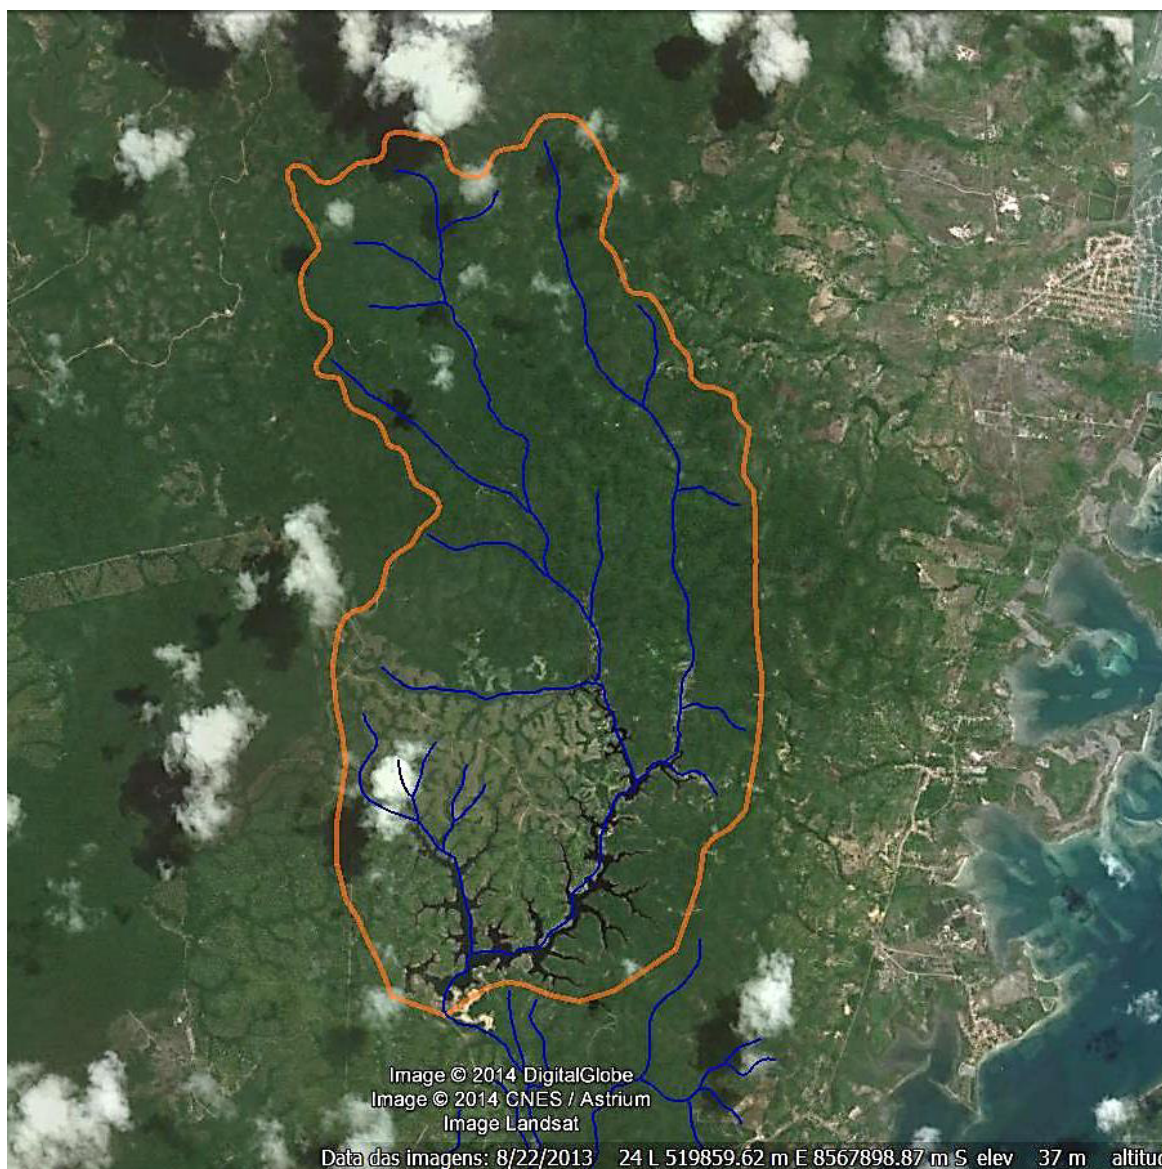 Image © 2014 DigitalGlobe
Image © 2014 CNES / Astrium
Image Landsat
Data das imagens: 8/22/2013 24 L 519859.62 m E 8567898.87 m S elev 37 m altitud